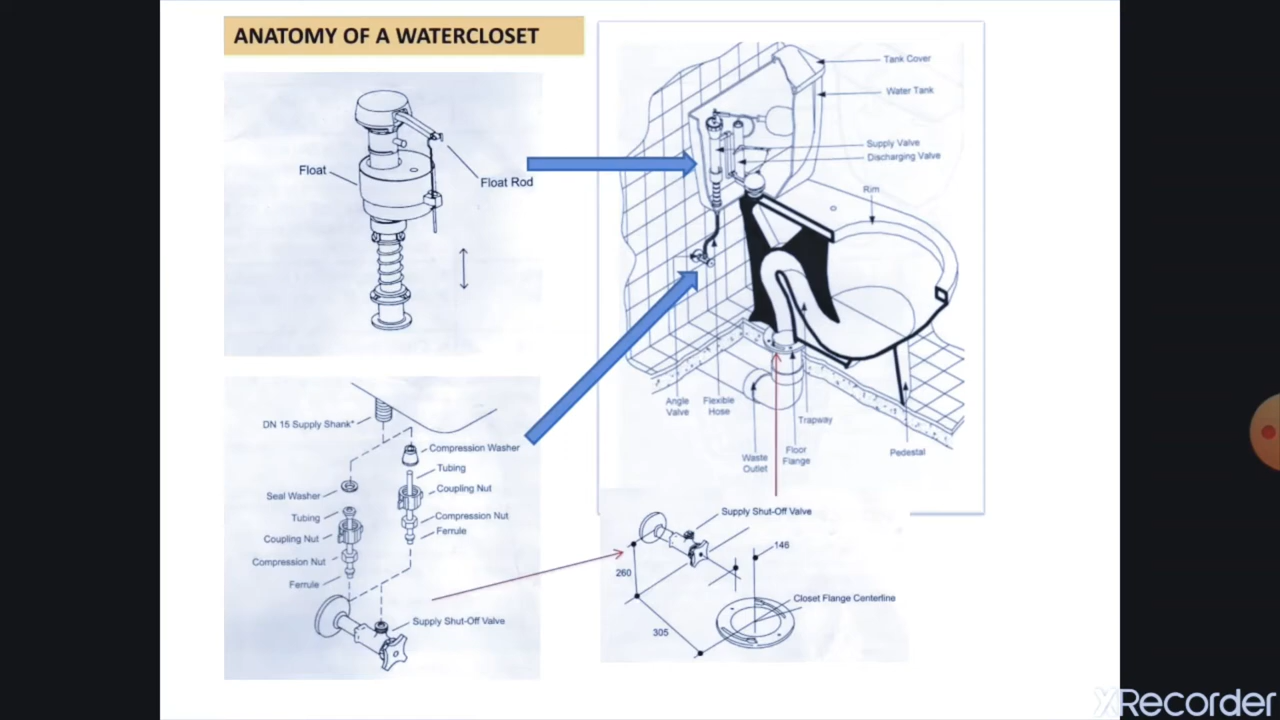 ANATOMY OF A WATERCLOSET
Float
Float Rod
Tank Cover
Water Tank
Supply Valve
Discharging Valve
Rim
Angle
Valve
Flexible
Hose
Trapway
Waste
Outlet
Floor
Flange
Pedestal
DN 15 Supply Shank*
Compression Washer
Tubing
Coupling Nut
Compression Nut
Ferrule
Seal Washer
Tubing
Coupling Nut
Compression Nut
Ferrule
Supply Shut-Off Valve
Supply Shut-Off Valve
146
260
Closet Flange Centerline
305
XRecorder